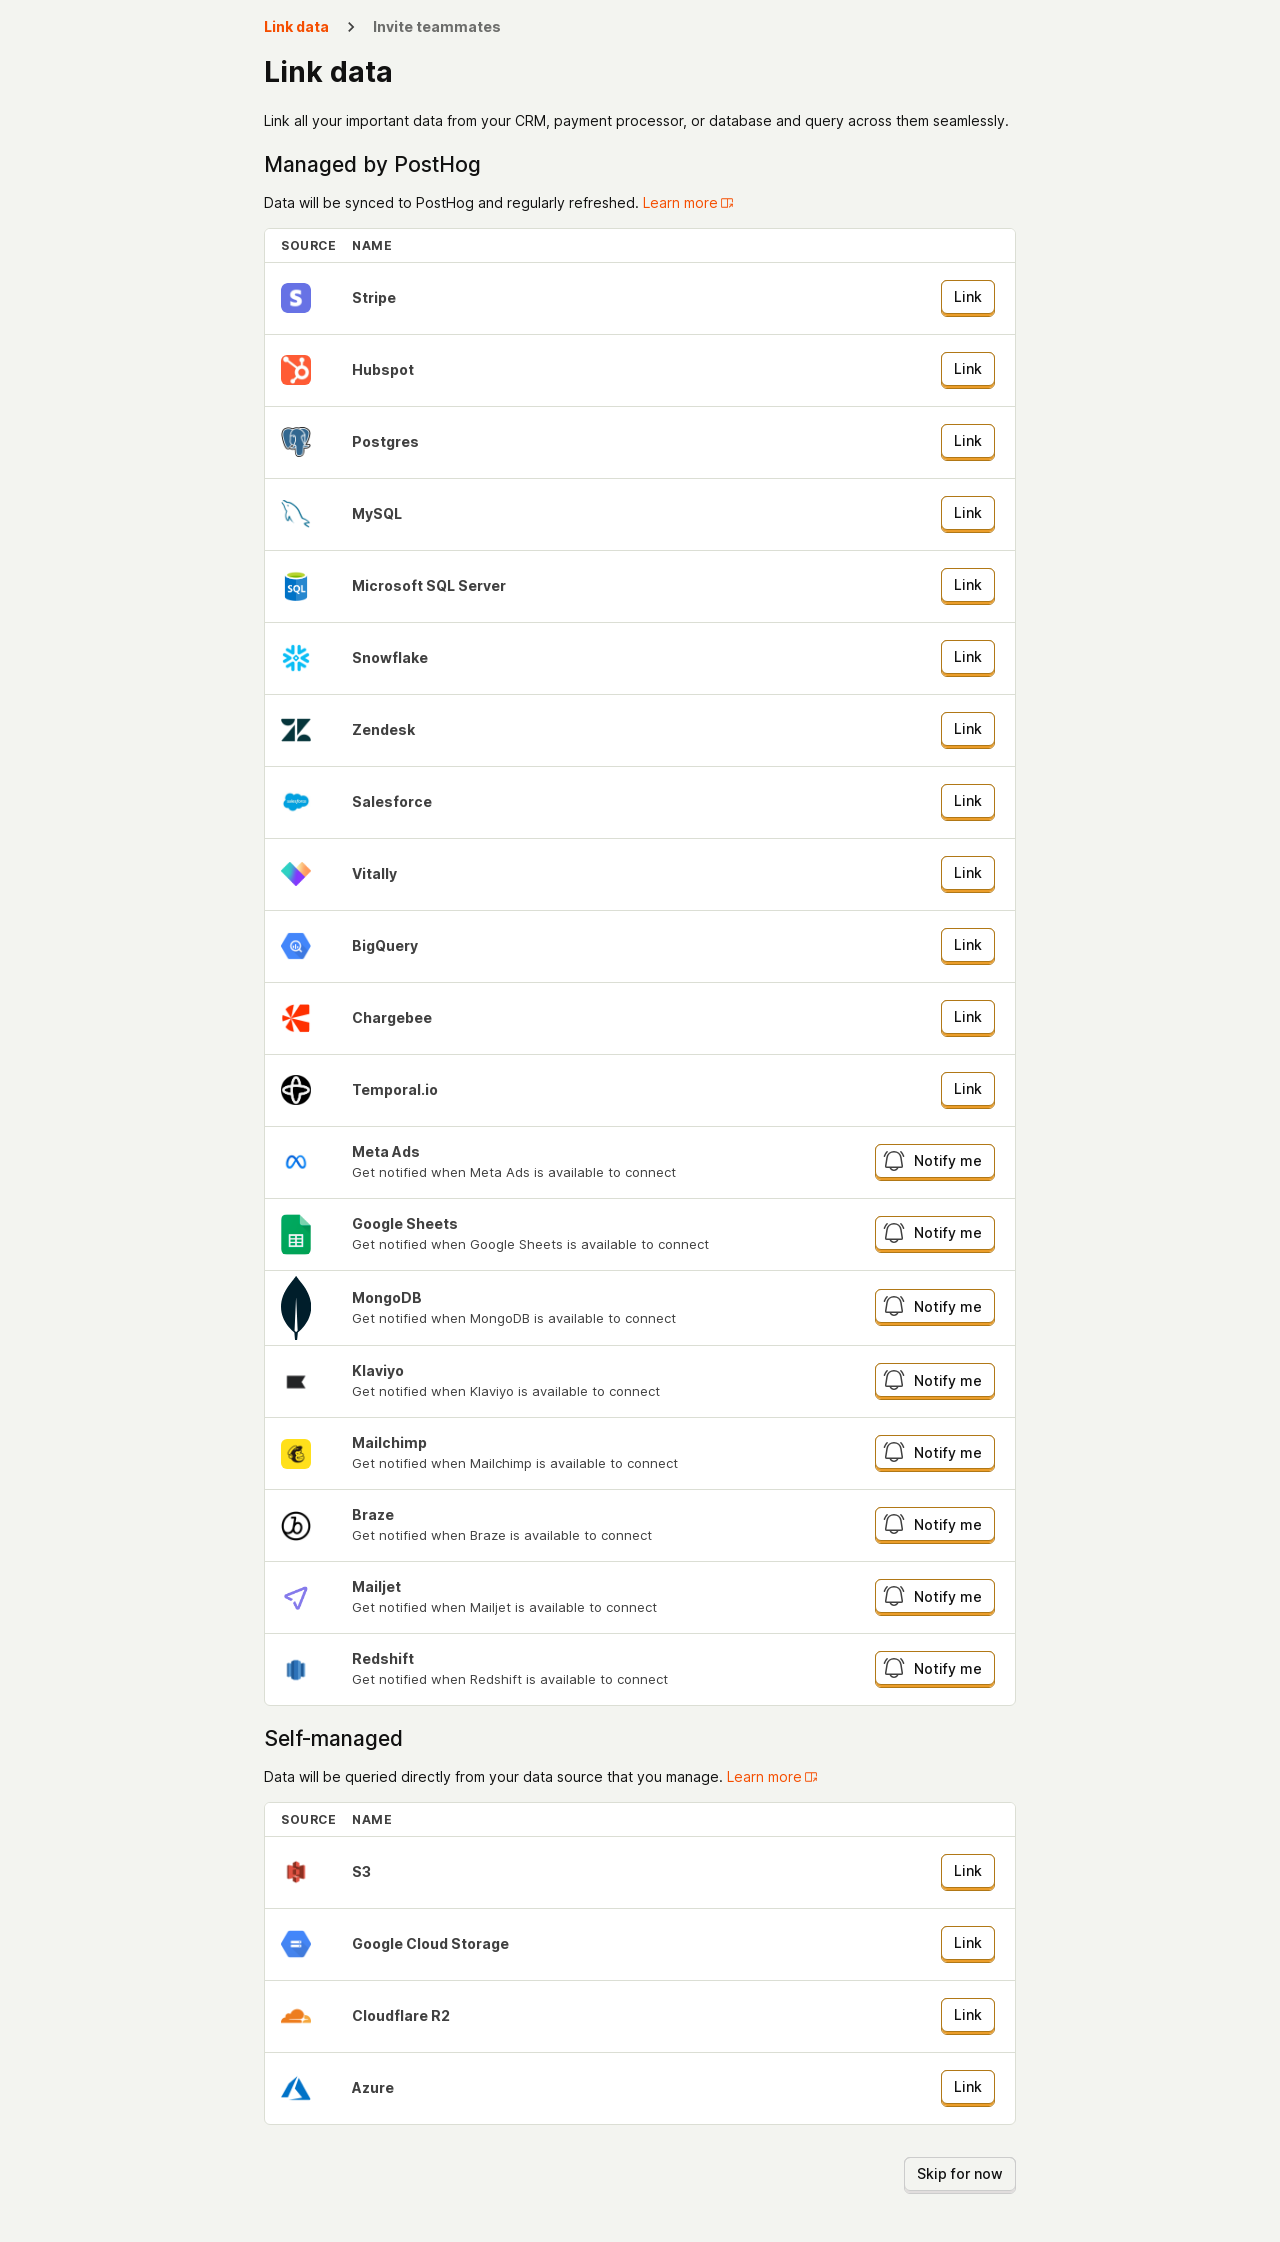 Link data > Invite teammates
Link data
Link all your important data from your CRM, payment processor, or database and query across them seamlessly.
Managed by PostHog
Data will be synced to PostHog and regularly refreshed. Learn more
SOURCE NAME
Stripe Link
Hubspot Link
Postgres Link
MySQL Link
SQL Microsoft SQL Server Link
Snowflake Link
Zendesk Link
salesforce Salesforce Link
Vitally Link
BigQuery Link
Chargebee Link
Temporal.io Link
Meta Ads
Get notified when Meta Ads is available to connect Notify me
Google Sheets
Get notified when Google Sheets is available to connect Notify me
MongoDB
Get notified when MongoDB is available to connect Notify me
Klaviyo
Get notified when Klaviyo is available to connect Notify me
Mailchimp
Get notified when Mailchimp is available to connect Notify me
Braze
Get notified when Braze is available to connect Notify me
Mailjet
Get notified when Mailjet is available to connect Notify me
Redshift
Get notified when Redshift is available to connect Notify me
Self-managed
Data will be queried directly from your data source that you manage. Learn more
SOURCE NAME
S3 Link
Google Cloud Storage Link
Cloudflare R2 Link
Azure Link
Skip for now